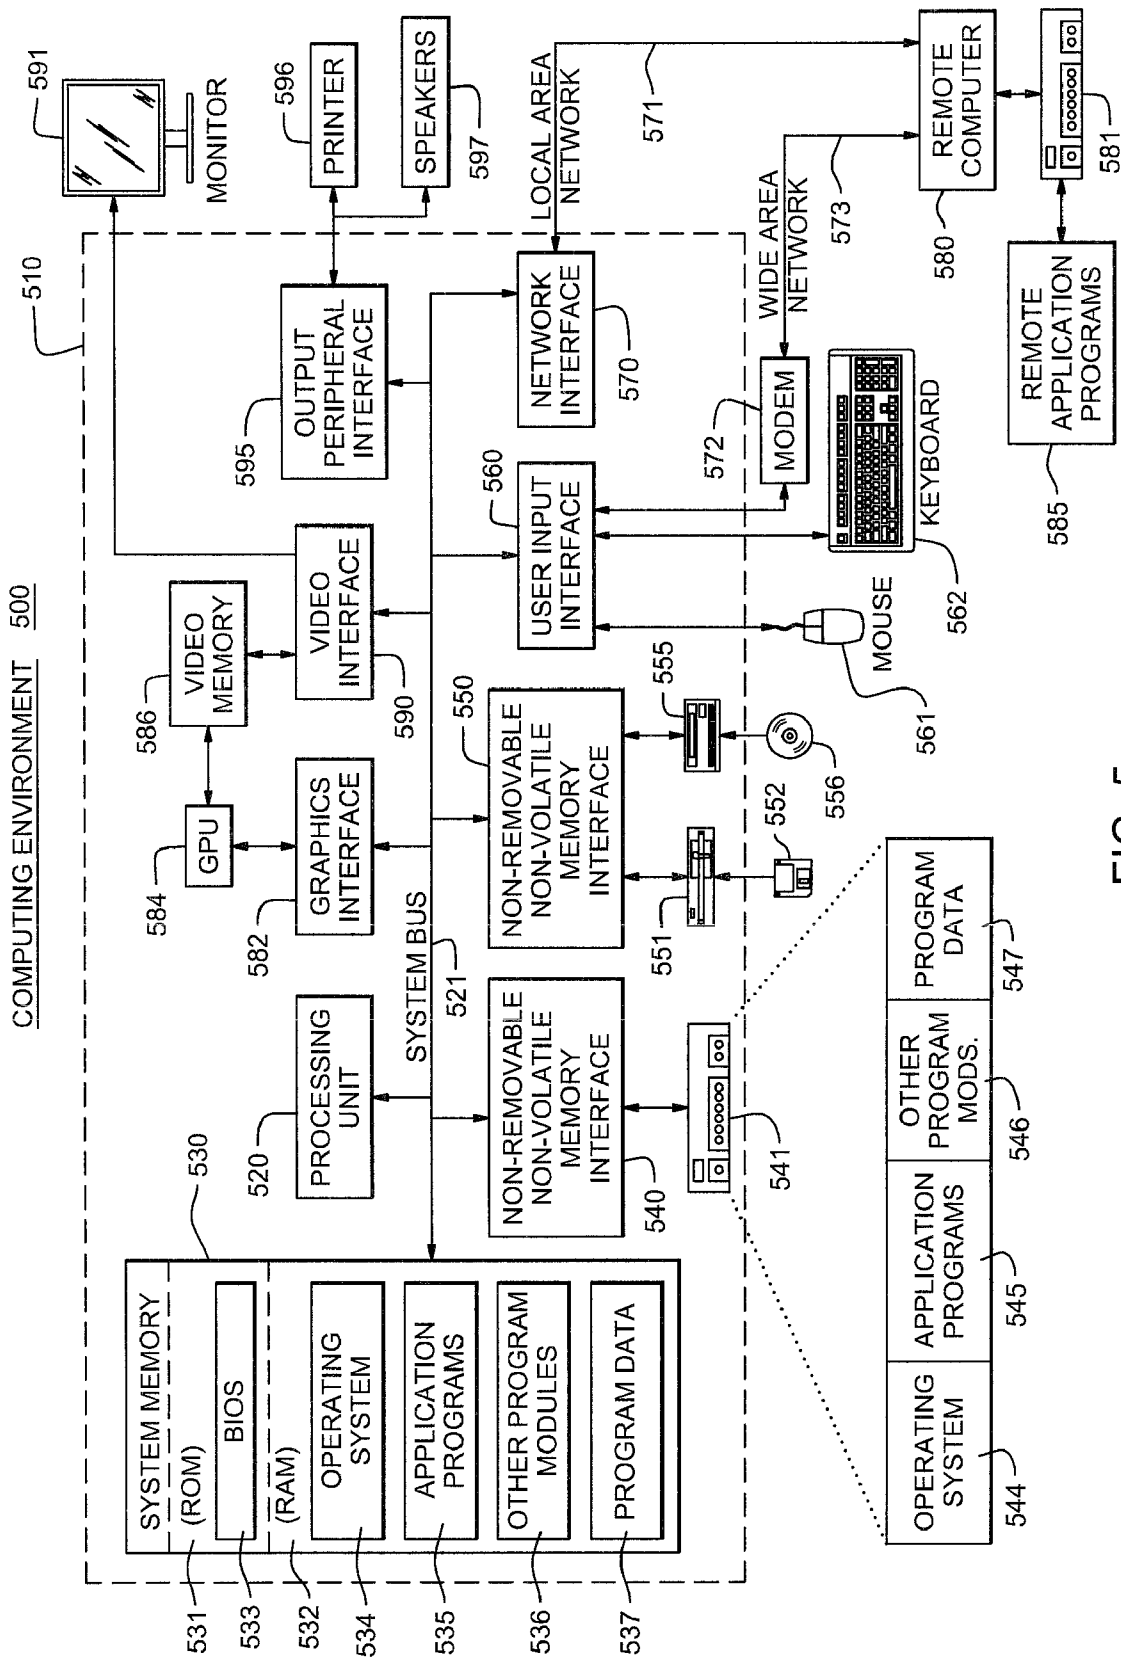 COMPUTING ENVIRONMENT 500
510
591
MONITOR
596
PRINTER
SPEAKERS
597
586
VIDEO
MEMORY
584
GPU
582
GRAPHICS
INTERFACE
VIDEO
INTERFACE
590
595
OUTPUT
PERIPHERAL
INTERFACE
520
PROCESSING
UNIT
530
SYSTEM MEMORY
531
(ROM)
533
BIOS
532
(RAM)
534
OPERATING
SYSTEM
535
APPLICATION
PROGRAMS
536
OTHER PROGRAM
MODULES
537
PROGRAM DATA
SYSTEM BUS
521
NON-REMOVABLE
NON-VOLATILE
MEMORY
INTERFACE
540
550
NON-REMOVABLE
NON-VOLATILE
MEMORY
INTERFACE
560
USER INPUT
INTERFACE
NETWORK
INTERFACE
570
LOCAL AREA
NETWORK
571
541
551
552
555
556
MOUSE
561
572
MODEM
KEYBOARD
562
WIDE AREA
NETWORK
573
580
REMOTE
COMPUTER
581
585
REMOTE
APPLICATION
PROGRAMS
OPERATING
SYSTEM
544
APPLICATION
PROGRAMS
545
OTHER
PROGRAM
MODS.
546
PROGRAM
DATA
547